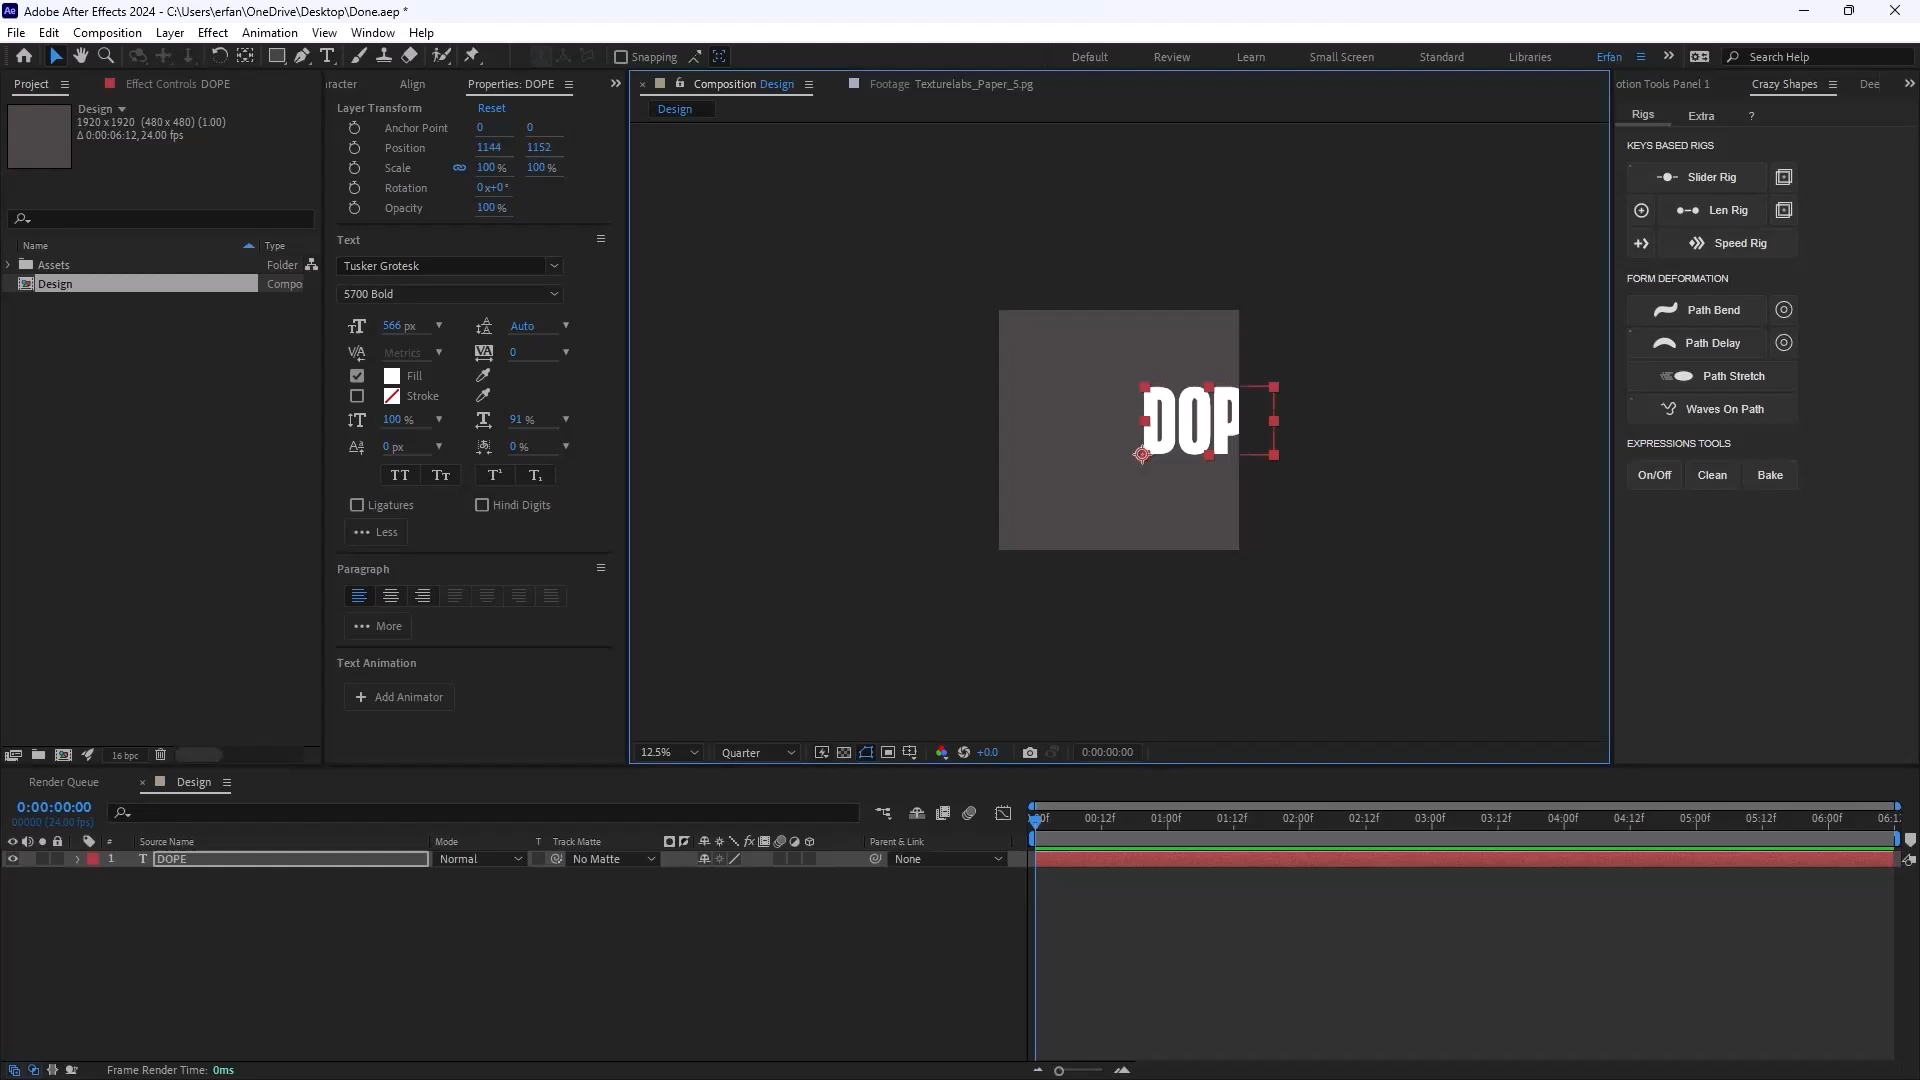 Adobe After Effects 2024 - C:\Users\erfan\OneDrive\Desktop\Done.aep *
File Edit Composition Layer Effect Animation View Window Help
Snapping Default Review Learn Small Screen Standard Libraries Erfan Search Help
Project Effect Controls DOPE
Design
1920 x 1920 (480 x 480) (1.00)
Δ 0:00:06:12, 24.00 fps
Name Type
Assets Folder
Design Compo
16 bpc
aracter Align Properties: DOPE
Layer Transform Reset
Anchor Point 0 0
Position 1144 1152
Scale 100 % 100 %
Rotation 0x+0°
Opacity 100 %
Text
Tusker Grotesk
5700 Bold
566 px Auto
Metrics 0
Fill
Stroke
100 % 91 %
0 px 0 %
TT Tт T¹ T₁
Ligatures Hindi Digits
Less
Paragraph
More
Text Animation
Add Animator
Composition Design Footage Texturelabs_Paper_5.pg
Design
DOP
12.5% Quarter +0.0 0:00:00:00
otion Tools Panel 1 Crazy Shapes Dee
Rigs Extra ?
KEYS BASED RIGS
Slider Rig
Len Rig
Speed Rig
FORM DEFORMATION
Path Bend
Path Delay
Path Stretch
Waves On Path
EXPRESSIONS TOOLS
On/Off Clean Bake
Render Queue Design
0:00:00:00
00000 (24.00 fps)
# Source Name Mode T Track Matte fx Parent & Link
1 T DOPE Normal No Matte None
:00f 00:12f 01:00f 01:12f 02:00f 02:12f 03:00f 03:12f 04:00f 04:12f 05:00f 05:12f 06:00f 06:1
Frame Render Time: 0ms